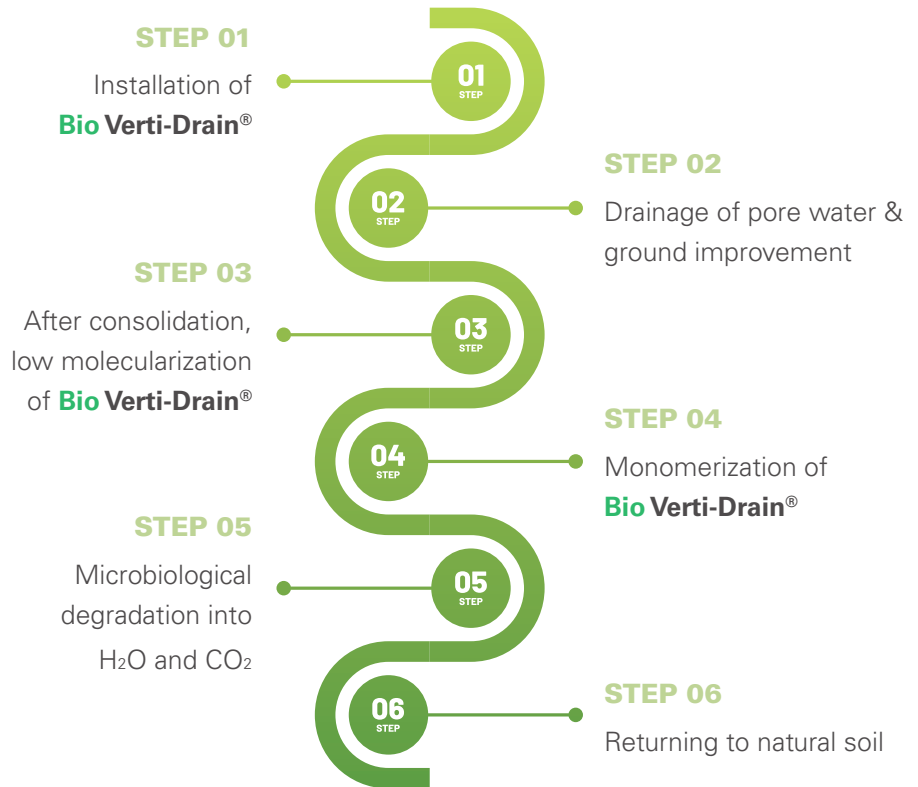 STEP 01
Installation of
Bio Verti-Drain®
01
STEP
STEP 02
Drainage of pore water &
ground improvement
02
STEP
STEP 03
After consolidation,
low molecularization
of Bio Verti-Drain®
03
STEP
STEP 04
Monomerization of
Bio Verti-Drain®
04
STEP
STEP 05
Microbiological
degradation into
H₂O and CO₂
05
STEP
STEP 06
Returning to natural soil
06
STEP